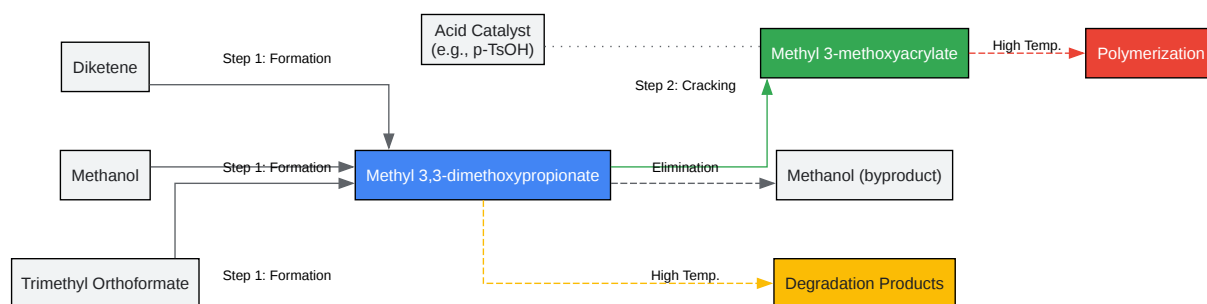 Acid Catalyst
(e.g., p-TsOH)
Diketene
Step 1: Formation
Methyl 3-methoxyacrylate
High Temp.
Polymerization
Step 2: Cracking
Methanol
Step 1: Formation
Methyl 3,3-dimethoxypropionate
Elimination
Methanol (byproduct)
Trimethyl Orthoformate
Step 1: Formation
High Temp.
Degradation Products